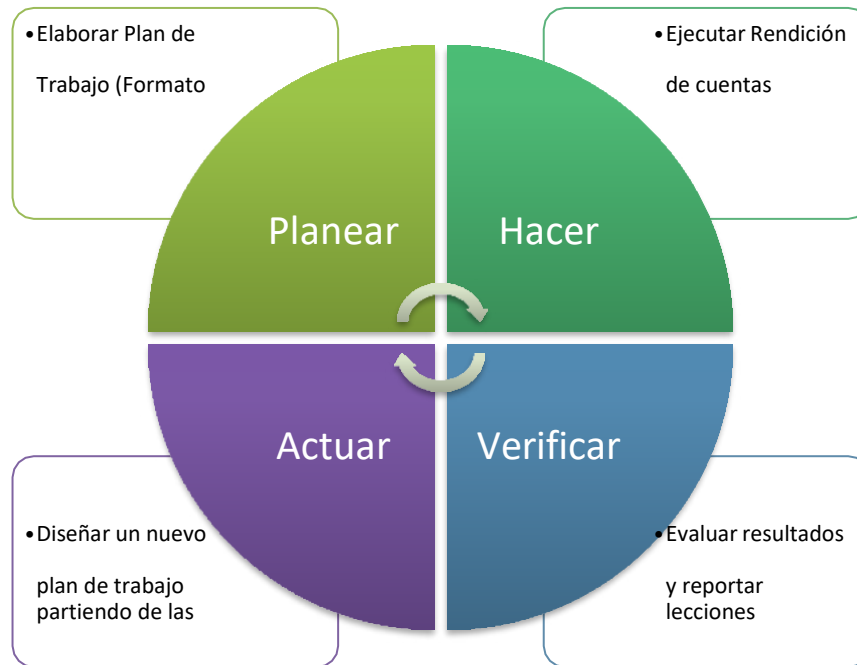 •Elaborar Plan de
Trabajo (Formato
•Ejecutar Rendición
de cuentas
Planear
Hacer
Actuar
Verificar
•Diseñar un nuevo
plan de trabajo
partiendo de las
•Evaluar resultados
y reportar
lecciones